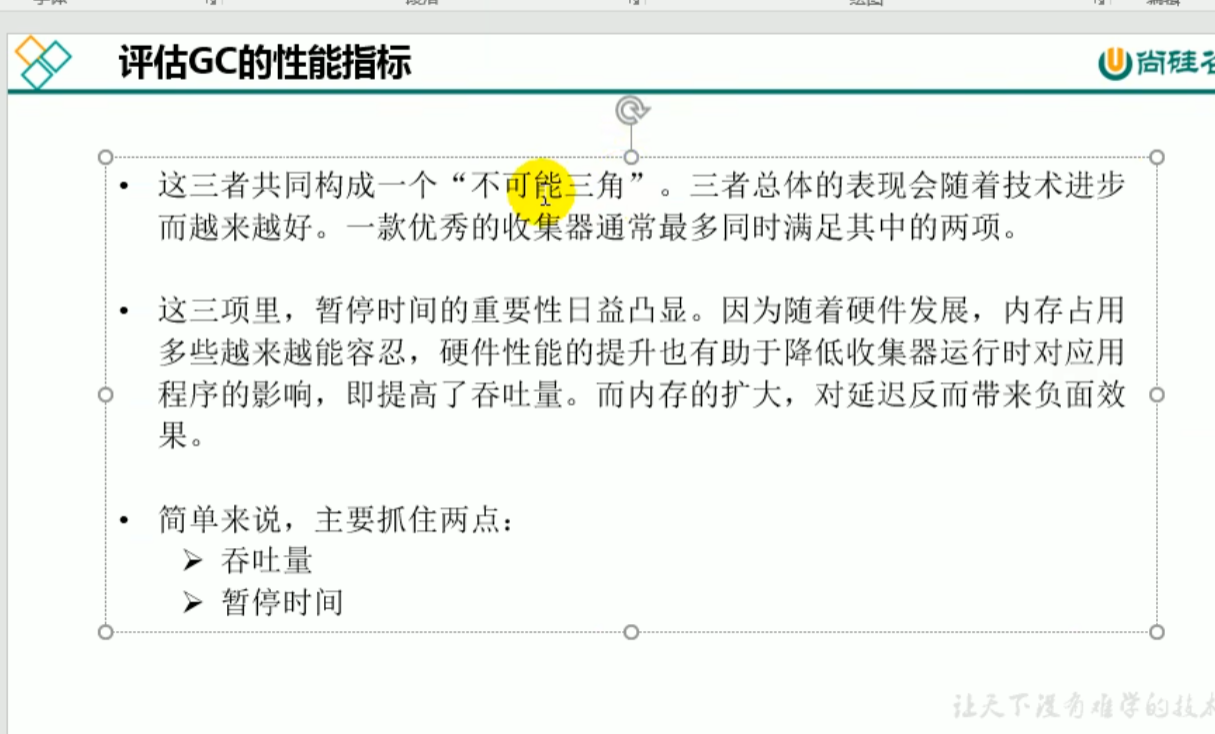 评估GC的性能指标
尚硅
• 这三者共同构成一个“不可能三角”。三者总体的表现会随着技术进步
而越来越好。一款优秀的收集器通常最多同时满足其中的两项。
• 这三项里，暂停时间的重要性日益凸显。因为随着硬件发展，内存占用
多些越来越能容忍，硬件性能的提升也有助于降低收集器运行时对应用
程序的影响，即提高了吞吐量。而内存的扩大，对延迟反而带来负面效
果。
• 简单来说，主要抓住两点：
➢ 吞吐量
➢ 暂停时间
让天下没有难学的技